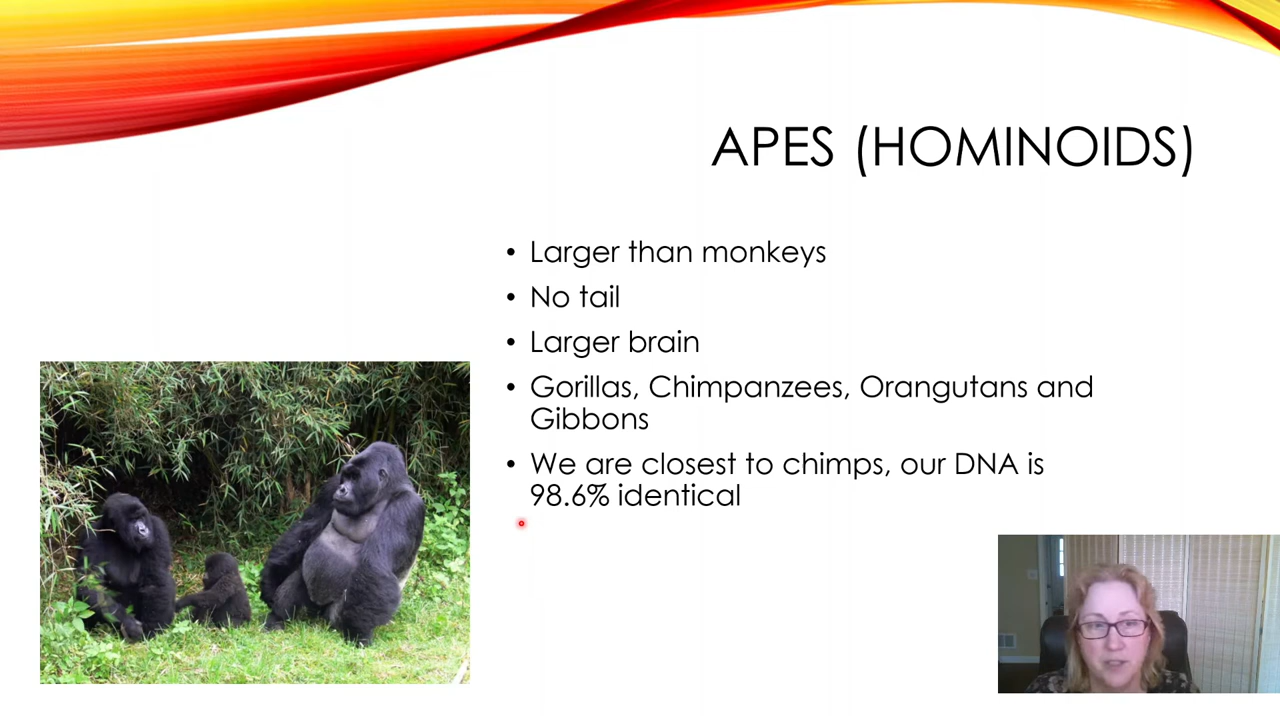 APES (HOMINOIDS)
• Larger than monkeys
• No tail
• Larger brain
• Gorillas, Chimpanzees, Orangutans and
Gibbons
• We are closest to chimps, our DNA is
98.6% identical